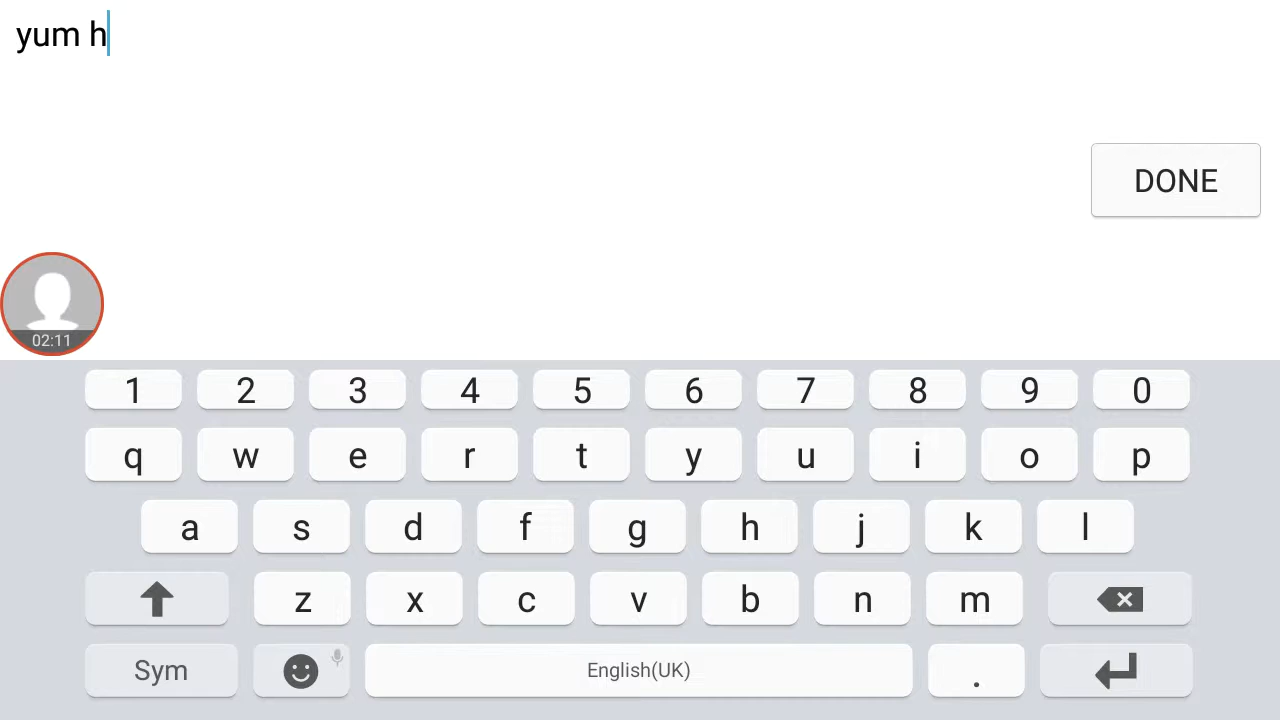 yum h
DONE
02:11
1 2 3 4 5 6 7 8 9 0
q w e r t y u i o p
a s d f g h j k l
z x c v b n m
Sym English(UK) .